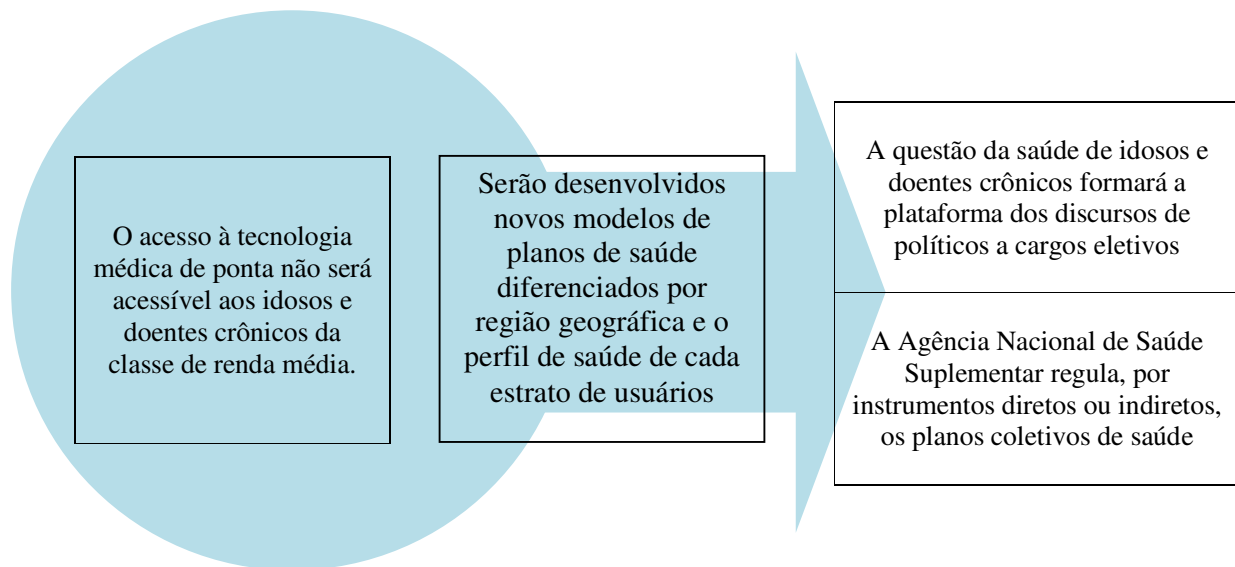 O acesso à tecnologia
médica de ponta não será
acessível aos idosos e
doentes crônicos da
classe de renda média.
Serão desenvolvidos
novos modelos de
planos de saúde
diferenciados por
região geográfica e o
perfil de saúde de cada
estrato de usuários
A questão da saúde de idosos e
doentes crônicos formará a
plataforma dos discursos de
políticos a cargos eletivos
A Agência Nacional de Saúde
Suplementar regula, por
instrumentos diretos ou indiretos,
os planos coletivos de saúde